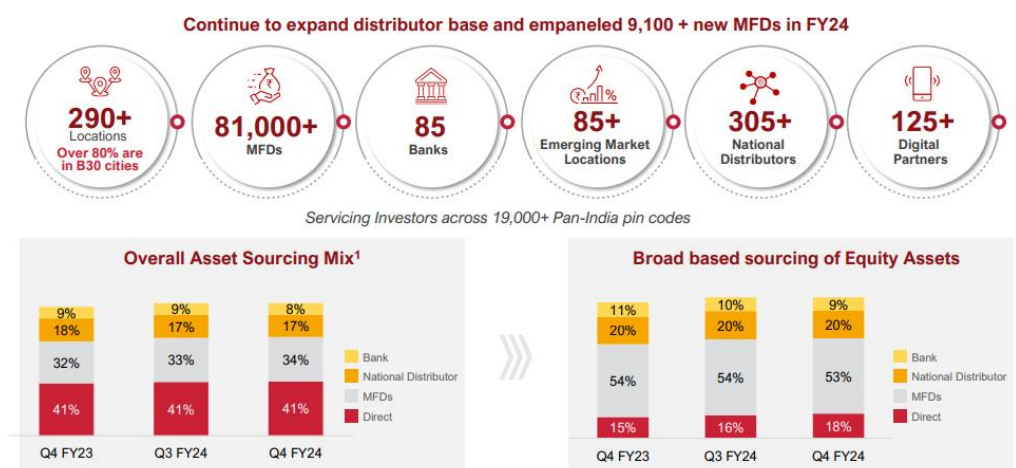 Continue to expand distributor base and empaneled 9,100 + new MFDs in FY24
290+
Locations
Over 80% are
in B30 cities
81,000+
MFDs
85
Banks
₹ %
85+
Emerging Market
Locations
305+
National
Distributors
125+
Digital
Partners
Servicing Investors across 19,000+ Pan-India pin codes
Overall Asset Sourcing Mix¹
9% 9% 8%
18% 17% 17%
32% 33% 34%
41% 41% 41%
Q4 FY23 Q3 FY24 Q4 FY24
Bank
National Distributor
MFDs
Direct
Broad based sourcing of Equity Assets
11% 10% 9%
20% 20% 20%
54% 54% 53%
15% 16% 18%
Q4 FY23 Q3 FY24 Q4 FY24
Bank
National Distributor
MFDs
Direct